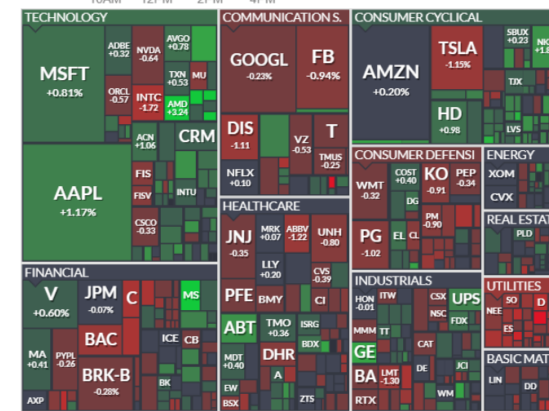 10AM 12PM 2PM 4PM
TECHNOLOGY
MSFT
+0.81%
ADBE
+0.32
NVDA
-0.64
AVGO
+0.78
ORCL
-0.57
INTC
-1.72
TXN
+0.53
MU
AMD
+3.24
AAPL
+1.17%
ACN
+1.06
CRM
FIS
FISV
INTU
CSCO
-0.33
COMMUNICATION S.
GOOGL
-0.23%
FB
-0.94%
DIS
-1.11
VZ
-0.53
T
TMUS
-0.25
NFLX
+0.10
CONSUMER CYCLICAL
AMZN
+0.20%
TSLA
-1.15%
SBUX
+0.23
TJX
HD
+0.98
LVS
CONSUMER DEFENSI
WMT
-0.32
COST
+0.40
KO
-0.91
PEP
-0.34
DG
PM
-0.90
PG
-1.02
EL
CL
ENERGY
XOM
CVX
REAL ESTAT
PLD
HEALTHCARE
JNJ
-0.35
MRK
+0.07
ABBV
-1.22
UNH
-0.80
LLY
+0.20
CVS
-0.39
PFE
BMY
CI
ABT
TMO
+0.36
ISRG
BDX
MDT
+0.40
DHR
A
EW
BSX
ZTS
FINANCIAL
V
+0.60%
JPM
-0.07%
C
MS
MA
+0.41
PYPL
-0.26
BAC
ICE
CB
BRK-B
-0.28%
BK
AXP
INDUSTRIALS
HON
-0.01
ITW
CSX
UPS
NSC
FDX
MMM
TT
GE
CAT
BA
LMT
-1.30
DE
JCI
RTX
WM
UTILITIES
NEE
SO
D
ES
BASIC MAT
LIN
DD